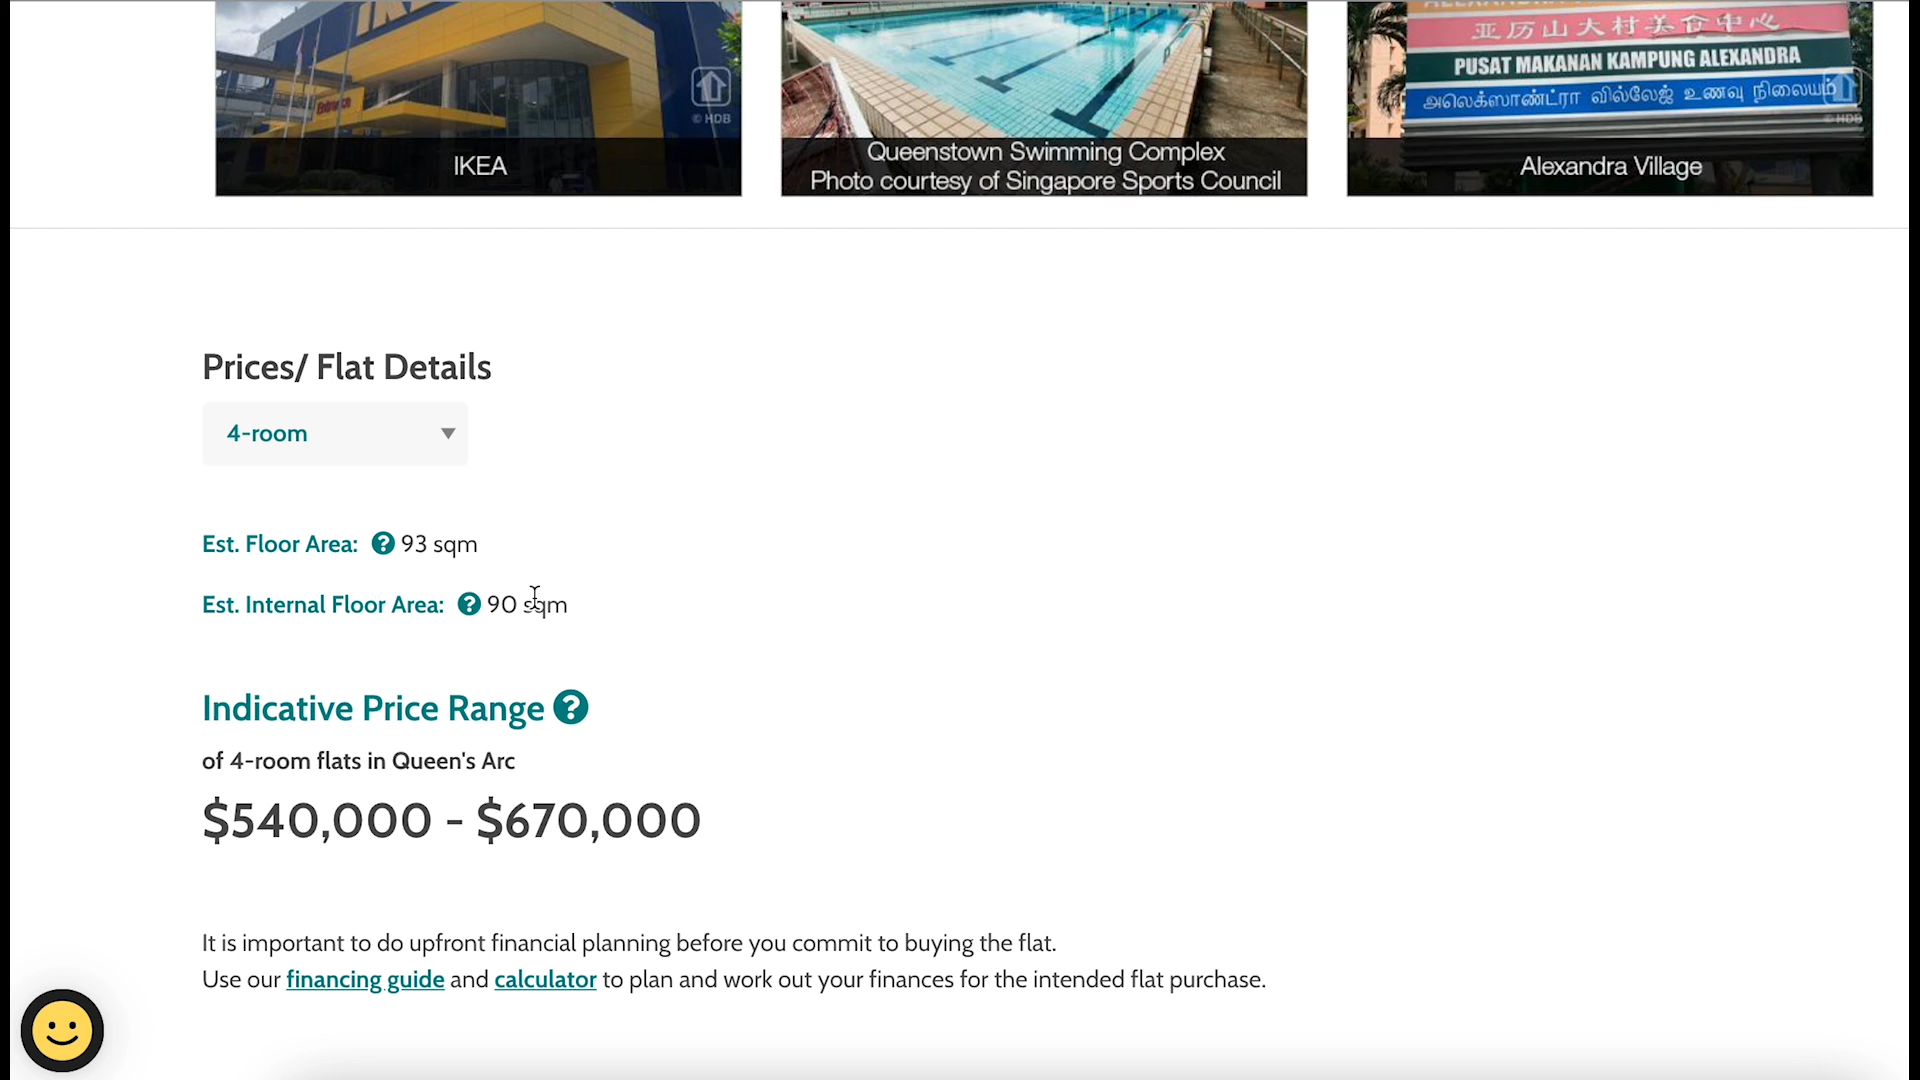 亚历山大村美食中心
PUSAT MAKANAN KAMPUNG ALEXANDRA
அலெக்ஸாண்ட்ரா வில்லேஜ் உணவு நிலையம்
Entrance
© HDB
© HDB
IKEA
Queenstown Swimming Complex
Photo courtesy of Singapore Sports Council
Alexandra Village
Prices/ Flat Details
4-room
Est. Floor Area: ? 93 sqm
Est. Internal Floor Area: ? 90 sqm
Indicative Price Range ?
of 4-room flats in Queen's Arc
$540,000 - $670,000
It is important to do upfront financial planning before you commit to buying the flat.
Use our financing guide and calculator to plan and work out your finances for the intended flat purchase.